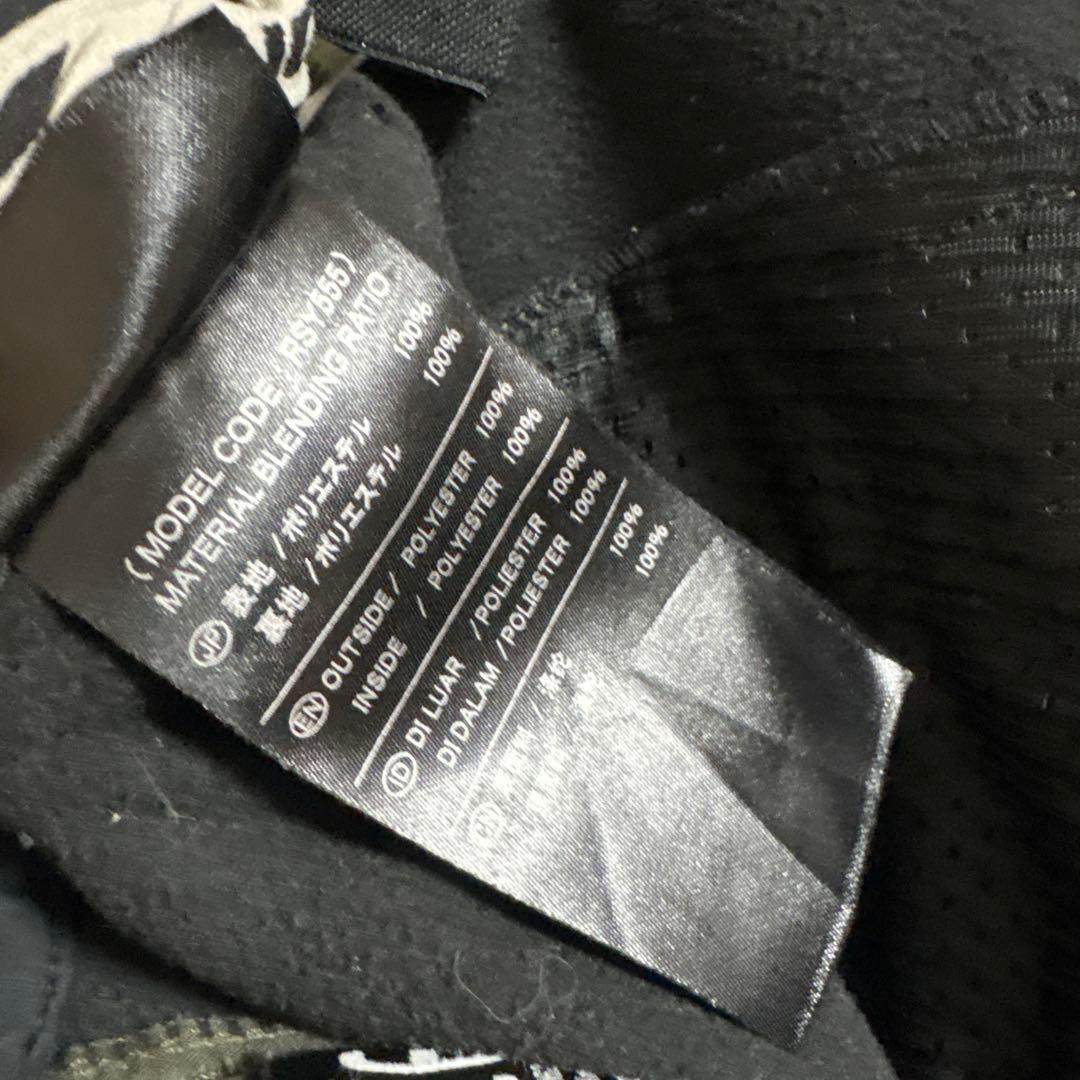 (MODEL CODE: RSY555)
MATERIAL BLENDING RATIO
JP 表地 / ポリエステル 100%
裏地 / ポリエステル 100%
EN OUTSIDE / POLYESTER 100%
INSIDE / POLYESTER 100%
ID DI LUAR /POLIESTER 100%
DI DALAM /POLIESTER 100%
100%
100%